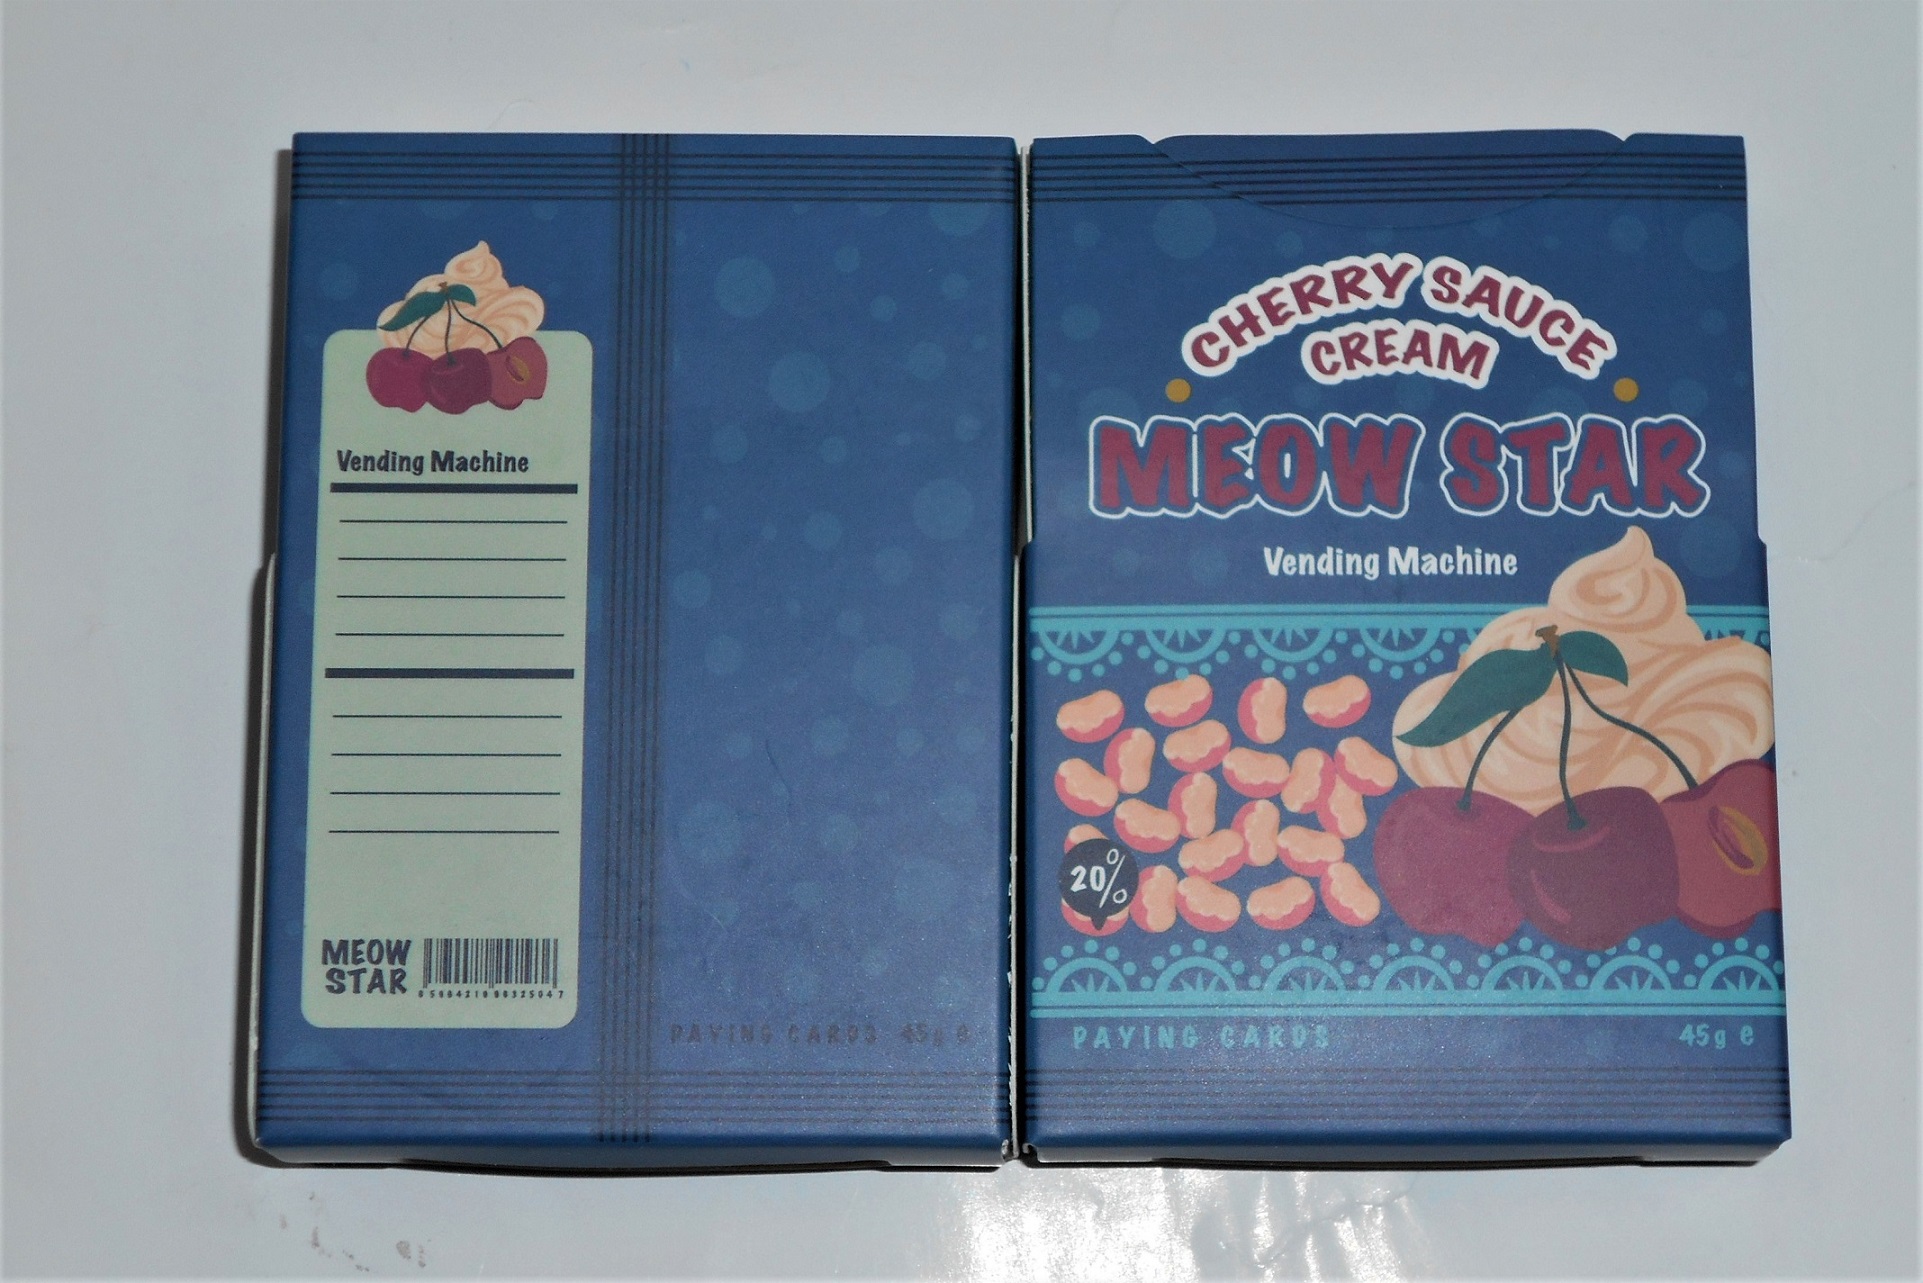 Vending Machine
MEOW
STAR
PAYING CARDS 45g e
CHERRY SAUCE
CREAM
MEOW STAR
Vending Machine
20%
PAYING CARDS
45g e